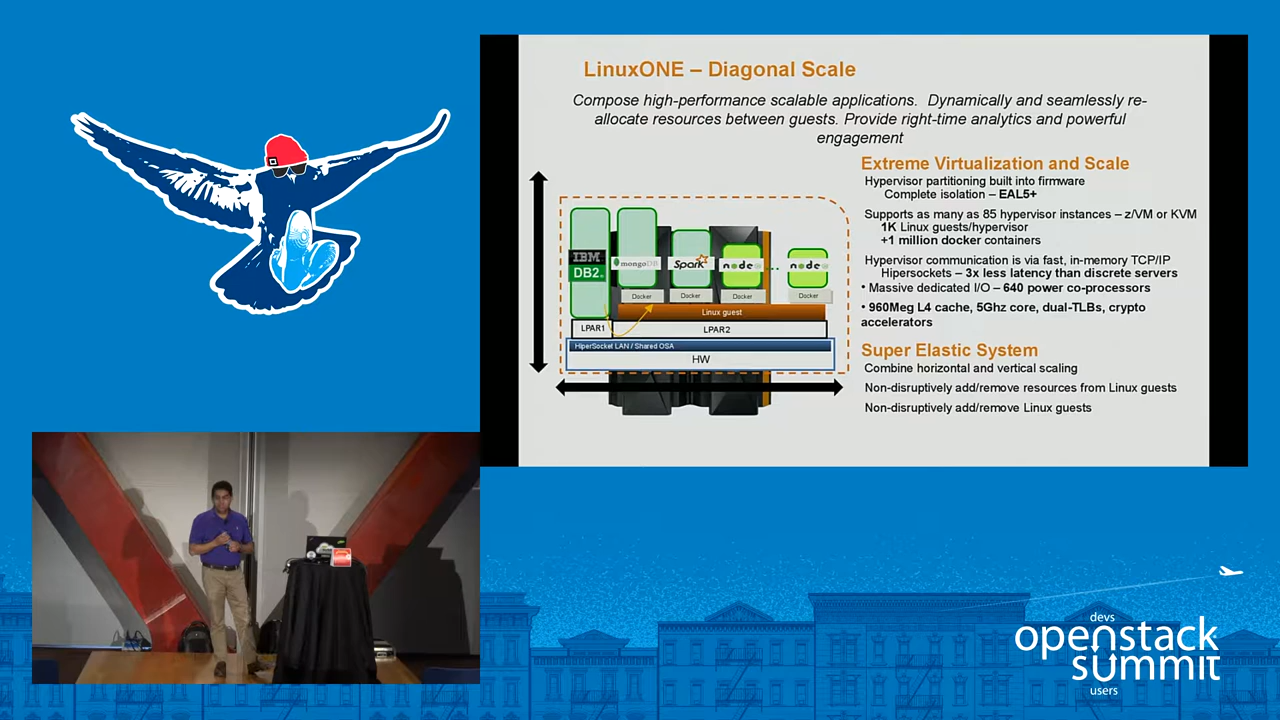 LinuxONE – Diagonal Scale
Compose high-performance scalable applications.  Dynamically and seamlessly re-
allocate resources between guests. Provide right-time analytics and powerful
engagement
Extreme Virtualization and Scale
Hypervisor partitioning built into firmware
Complete isolation – EAL5+
Supports as many as 85 hypervisor instances – z/VM or KVM
1K Linux guests/hypervisor
+1 million docker containers
Hypervisor communication is via fast, in-memory TCP/IP
Hipersockets – 3x less latency than discrete servers
• Massive dedicated I/O – 640 power co-processors
• 960Meg L4 cache, 5Ghz core, dual-TLBs, crypto
accelerators
Super Elastic System
Combine horizontal and vertical scaling
Non-disruptively add/remove resources from Linux guests
Non-disruptively add/remove Linux guests
IBM
DB2.
mongoDB
Spark
node
node
Docker
Docker
Docker
Docker
Linux guest
LPAR1
LPAR2
HiperSocket LAN / Shared OSA
HW
devs
openstack
summit
users